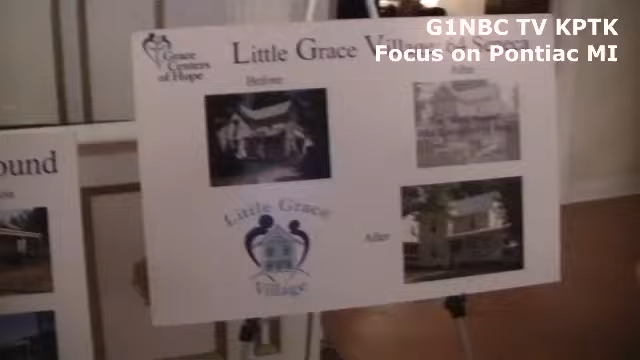 G1NBC TV KPTK
Focus on Pontiac MI
Grace
Centers
of Hope
Little Grace Village
Before
After
Little Grace
Village
After
ound